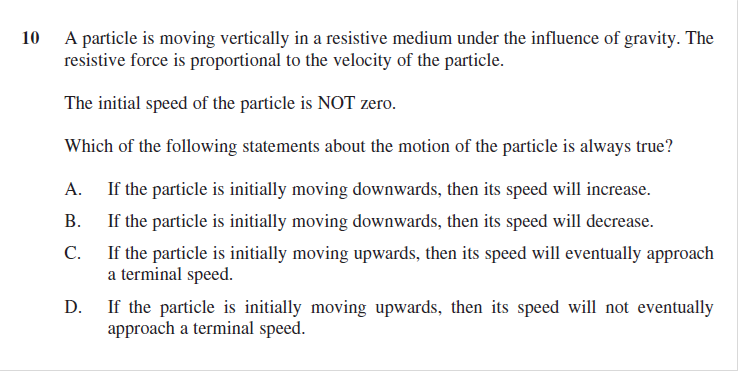 10 A particle is moving vertically in a resistive medium under the influence of gravity. The
resistive force is proportional to the velocity of the particle.
The initial speed of the particle is NOT zero.
Which of the following statements about the motion of the particle is always true?
A. If the particle is initially moving downwards, then its speed will increase.
B. If the particle is initially moving downwards, then its speed will decrease.
C. If the particle is initially moving upwards, then its speed will eventually approach
a terminal speed.
D. If the particle is initially moving upwards, then its speed will not eventually
approach a terminal speed.